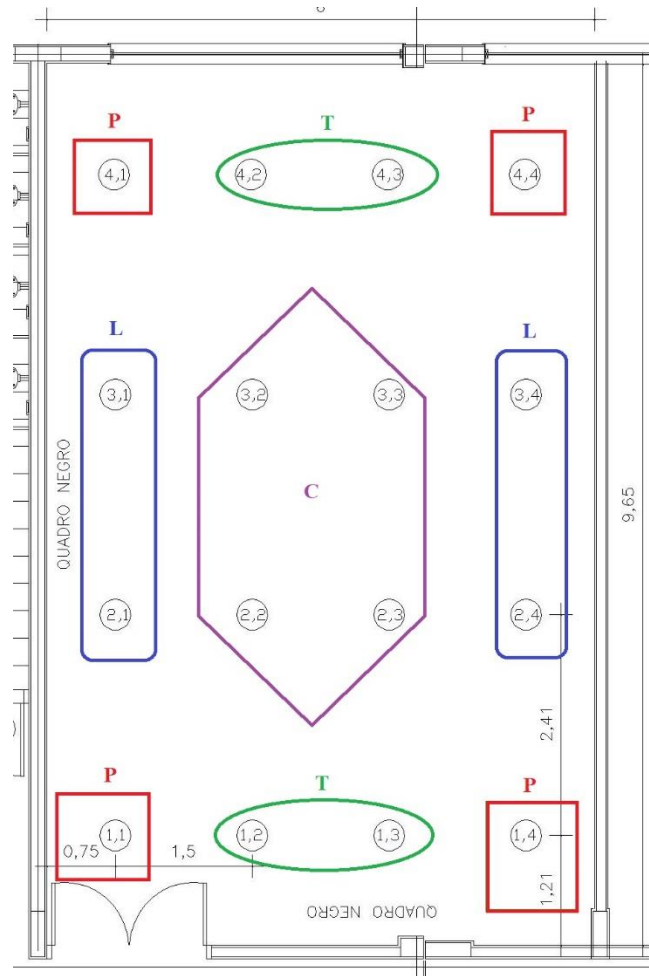 P
T
P
4,1
4,2
4,3
4,4
L
L
3,1
3,2
3,3
3,4
QUADRO NEGRO
C
9,65
2,1
2,2
2,3
2,4
2,41
P
T
P
1,1
1,2
1,3
1,4
0,75
1,5
1,21
QUADRO NEGRO